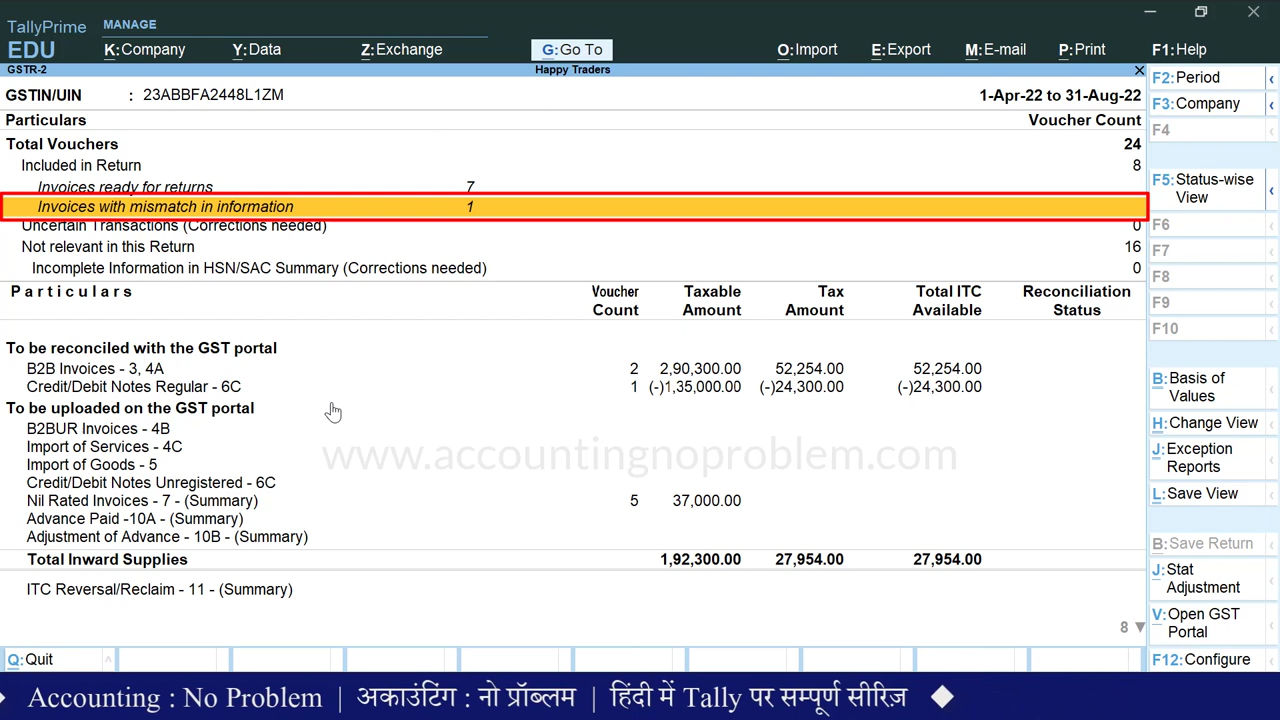 TallyPrime
EDU
MANAGE
K:Company Y:Data Z:Exchange G:Go To O:Import E:Export M:E-mail P:Print F1:Help
GSTR-2 Happy Traders
GSTIN/UIN : 23ABBFA2448L1ZM 1-Apr-22 to 31-Aug-22
Particulars Voucher Count
Total Vouchers 24
Included in Return 8
Invoices ready for returns 7
Invoices with mismatch in information 1
Uncertain Transactions (Corrections needed) 0
Not relevant in this Return 16
Incomplete Information in HSN/SAC Summary (Corrections needed) 0
Particulars Voucher Taxable Tax Total ITC Reconciliation
Count Amount Amount Available Status
To be reconciled with the GST portal
B2B Invoices - 3, 4A 2 2,90,300.00 52,254.00 52,254.00
Credit/Debit Notes Regular - 6C 1 (-)1,35,000.00 (-)24,300.00 (-)24,300.00
To be uploaded on the GST portal
B2BUR Invoices - 4B
Import of Services - 4C
www.accountingnoproblem.com
Import of Goods - 5
Credit/Debit Notes Unregistered - 6C
Nil Rated Invoices - 7 - (Summary) 5 37,000.00
Advance Paid -10A - (Summary)
Adjustment of Advance - 10B - (Summary)
Total Inward Supplies 1,92,300.00 27,954.00 27,954.00
ITC Reversal/Reclaim - 11 - (Summary)
8
Q:Quit
F2:Period
F3:Company
F4
F5:Status-wise
View
F6
F7
F8
F9
F10
B:Basis of
Values
H:Change View
J:Exception
Reports
L:Save View
B:Save Return
J:Stat
Adjustment
V:Open GST
Portal
F12:Configure
Accounting : No Problem | अकाउंटिंग : नो प्रॉब्लम | हिंदी में Tally पर सम्पूर्ण सीरिज़